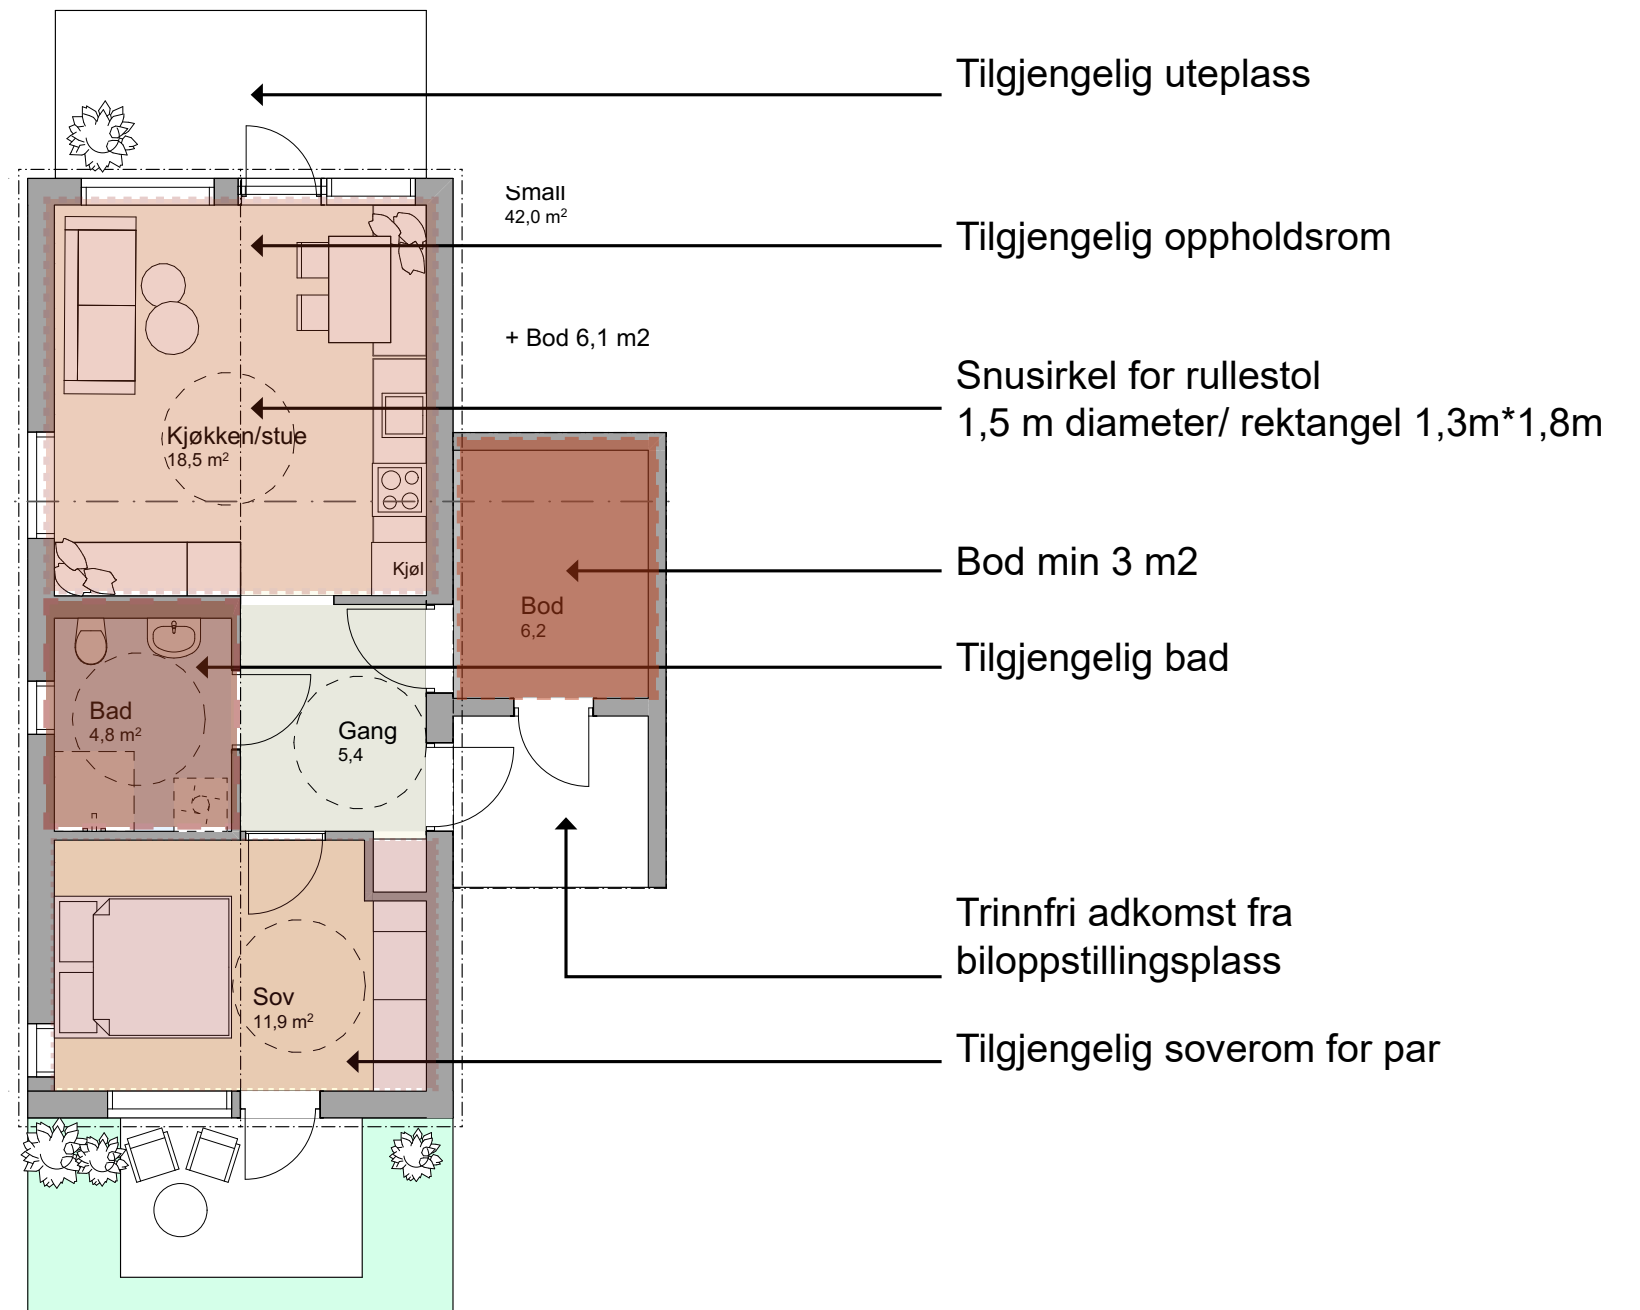 Tilgjengelig uteplass
Small
42,0 m²
Tilgjengelig oppholdsrom
+ Bod 6,1 m2
Snusirkel for rullestol
1,5 m diameter/ rektangel 1,3m*1,8m
Kjøkken/stue
18,5 m²
Kjøl
Bod min 3 m2
Bod
6,2
Tilgjengelig bad
Bad
4,8 m²
Gang
5,4
Trinnfri adkomst fra
biloppstillingsplass
Sov
11,9 m²
Tilgjengelig soverom for par